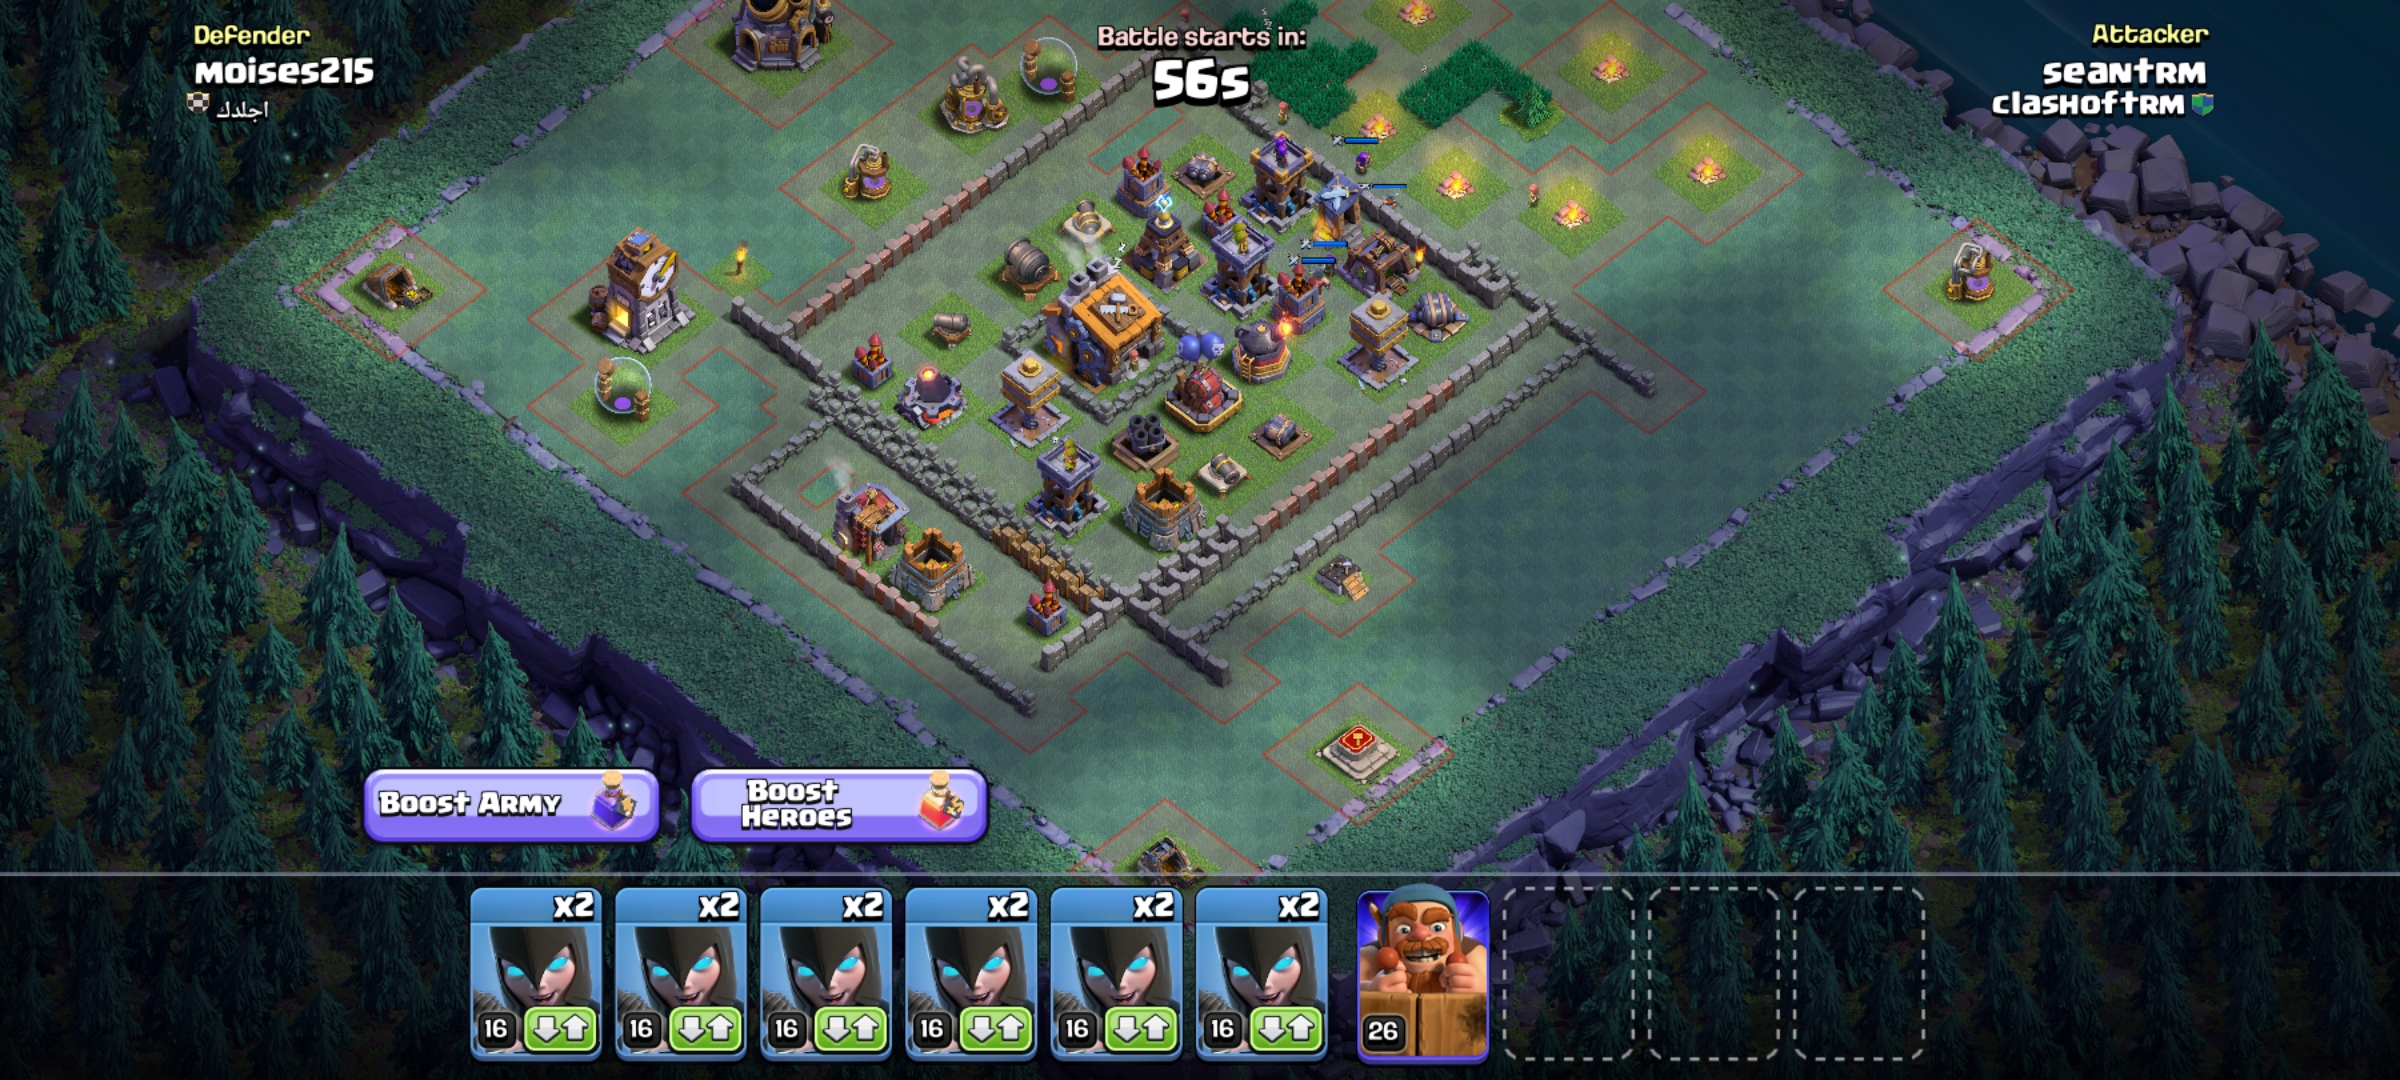 Defender
moises215
اجلدك
Battle starts in:
56s
Attacker
seantRM
clashoftRM
Boost Army
Boost
Heroes
x2
x2
x2
x2
x2
x2
16
16
16
16
16
16
26